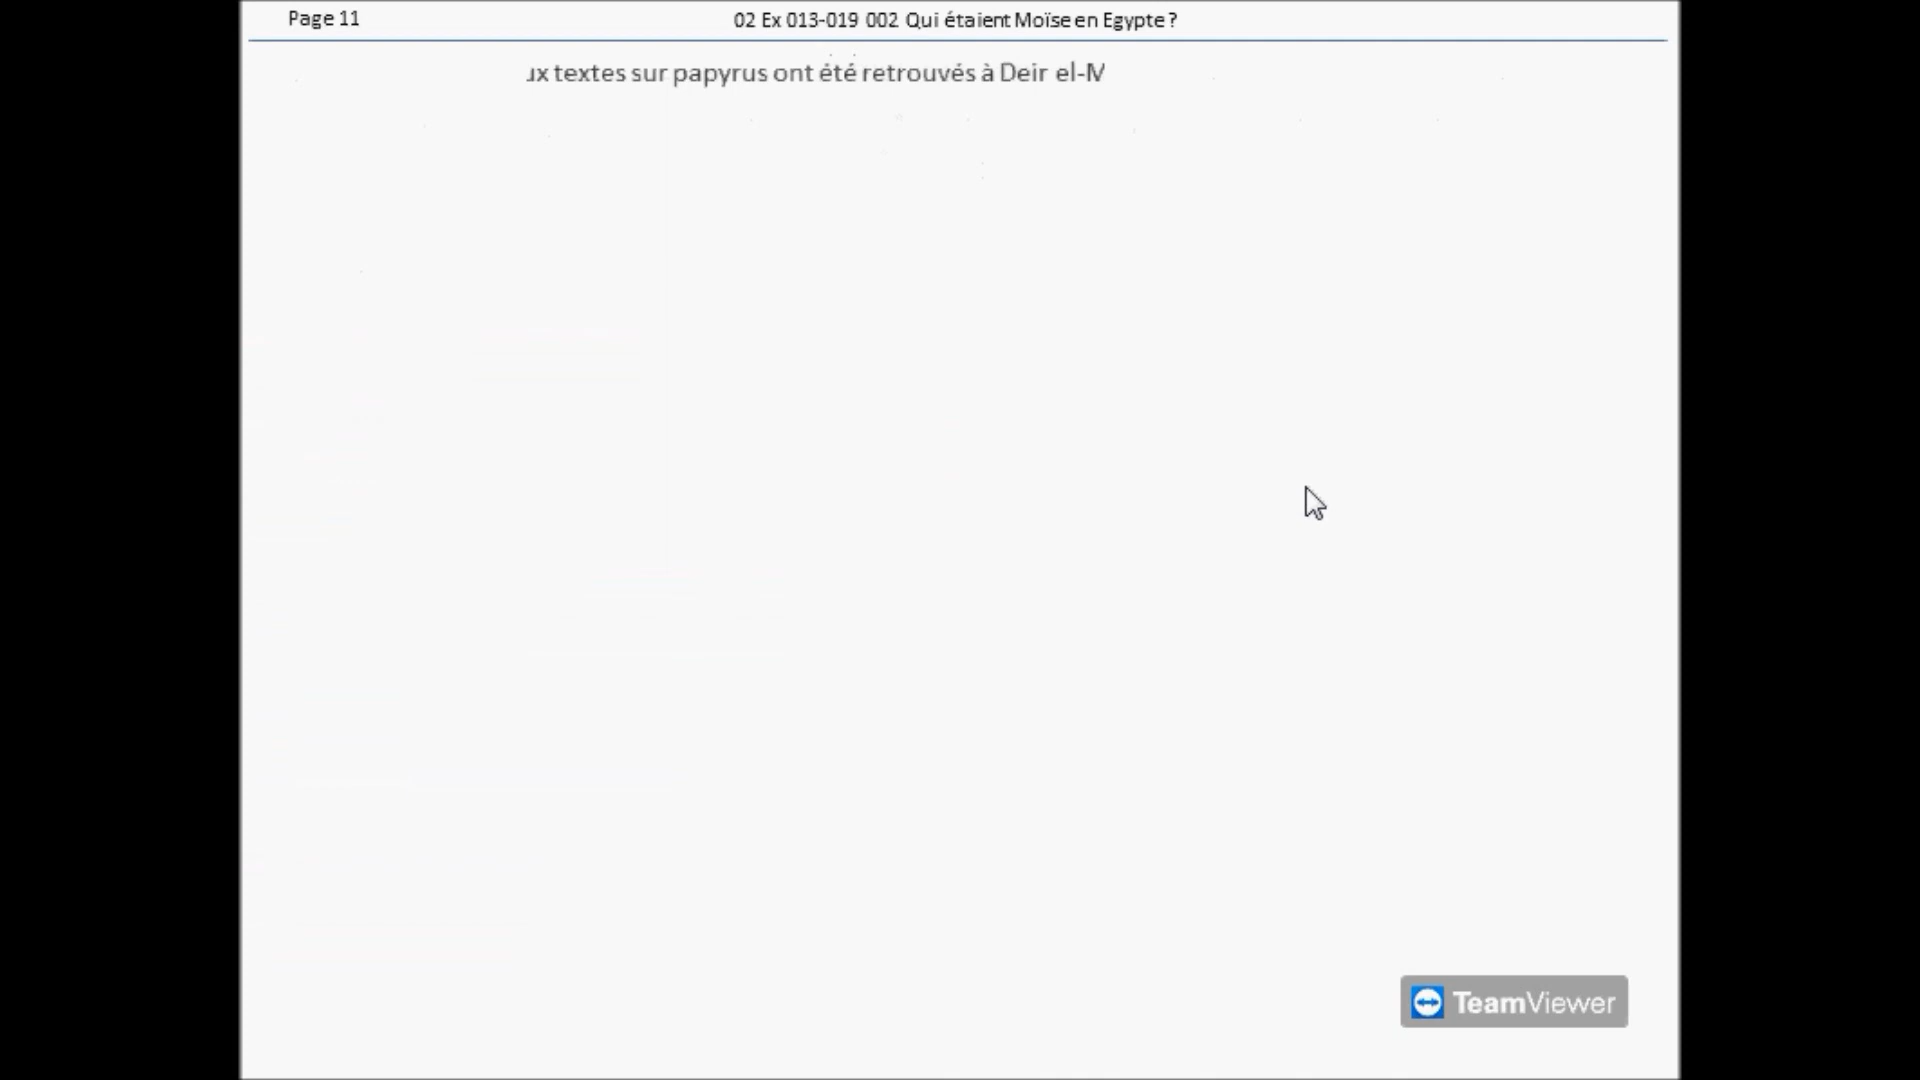 Page 11
02 Ex 013-019 002 Qui étaient Moïse en Egypte ?
textes sur papyrus ont été retrouvés à Deir
TeamViewer